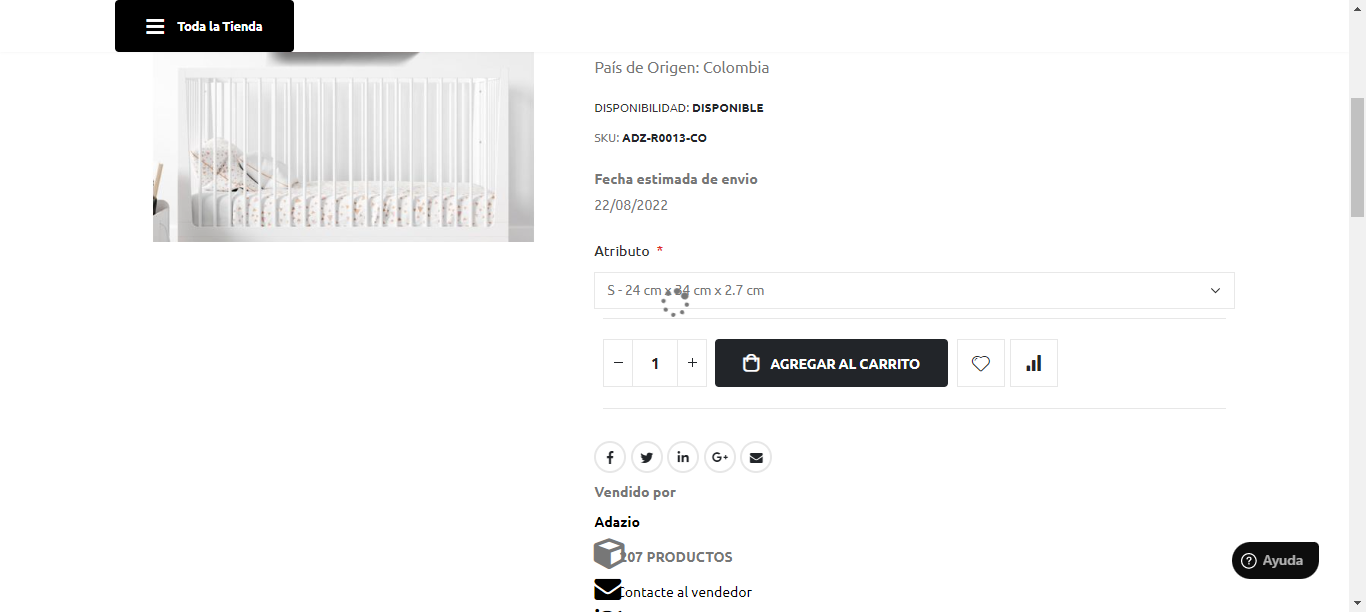 Toda la Tienda
País de Origen: Colombia
DISPONIBILIDAD: DISPONIBLE
SKU: ADZ-R0013-CO
Fecha estimada de envio
22/08/2022
Atributo *
S - 24 cm x 34 cm x 2.7 cm
− 1 + AGREGAR AL CARRITO
Vendido por
Adazio
207 PRODUCTOS
Contacte al vendedor
Ayuda